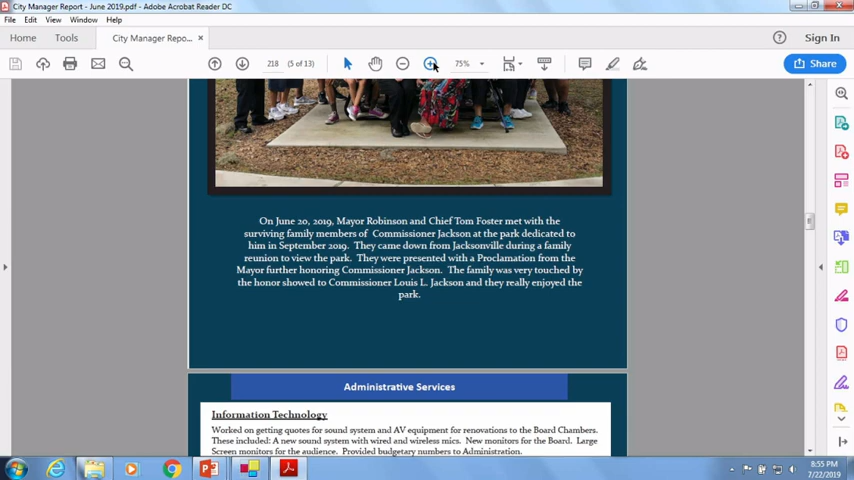 City Manager Report - June 2019.pdf - Adobe Acrobat Reader DC
File Edit View Window Help
Home Tools City Manager Repo... × Sign In
218 (5 of 13) 75% Share
On June 20, 2019, Mayor Robinson and Chief Tom Foster met with the
surviving family members of Commissioner Jackson at the park dedicated to
him in September 2019. They came down from Jacksonville during a family
reunion to view the park. They were presented with a Proclamation from the
Mayor further honoring Commissioner Jackson. The family was very touched by
the honor showed to Commissioner Louis L. Jackson and they really enjoyed the
park.
Administrative Services
Information Technology
Worked on getting quotes for sound system and AV equipment for renovations to the Board Chambers.
These included: A new sound system with wired and wireless mics. New monitors for the Board. Large
Screen monitors for the audience. Provided budgetary numbers to Administration.
8:55 PM
7/22/2019